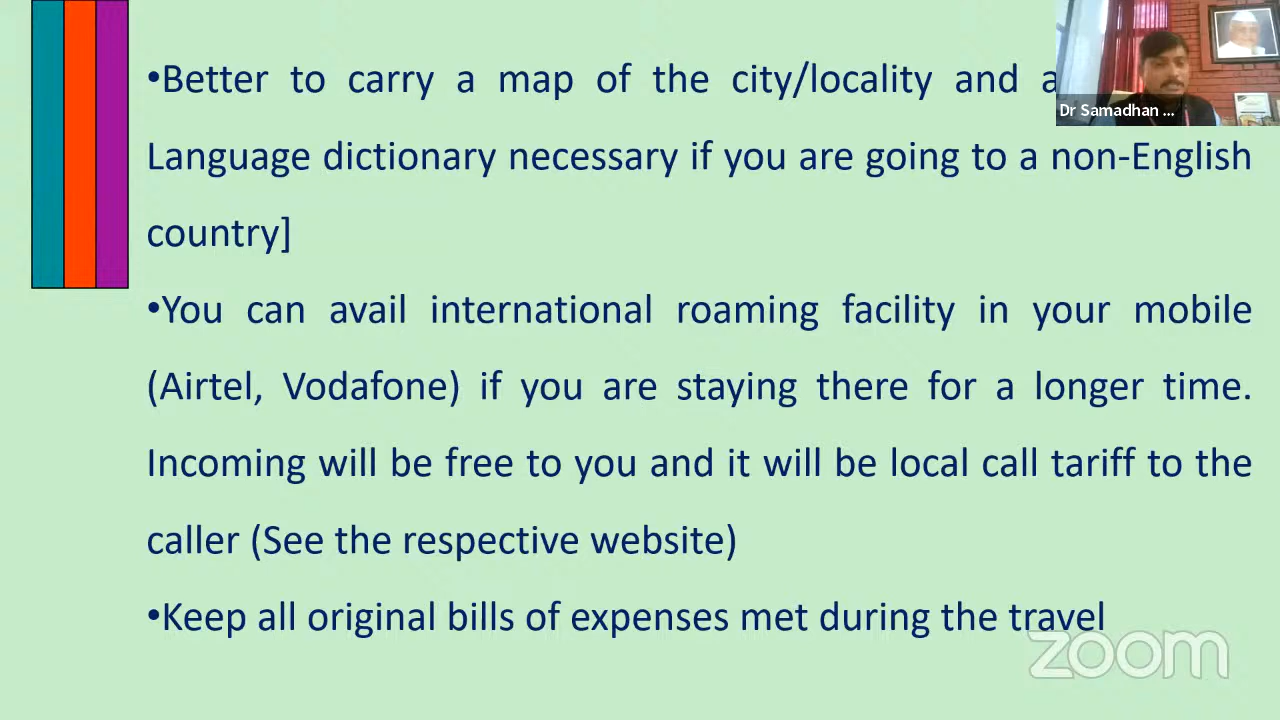 •Better to carry a map of the city/locality and a
Language dictionary necessary if you are going to a non-English
country]
•You can avail international roaming facility in your mobile
(Airtel, Vodafone) if you are staying there for a longer time.
Incoming will be free to you and it will be local call tariff to the
caller (See the respective website)
•Keep all original bills of expenses met during the travel
Dr Samadhan ...
zoom